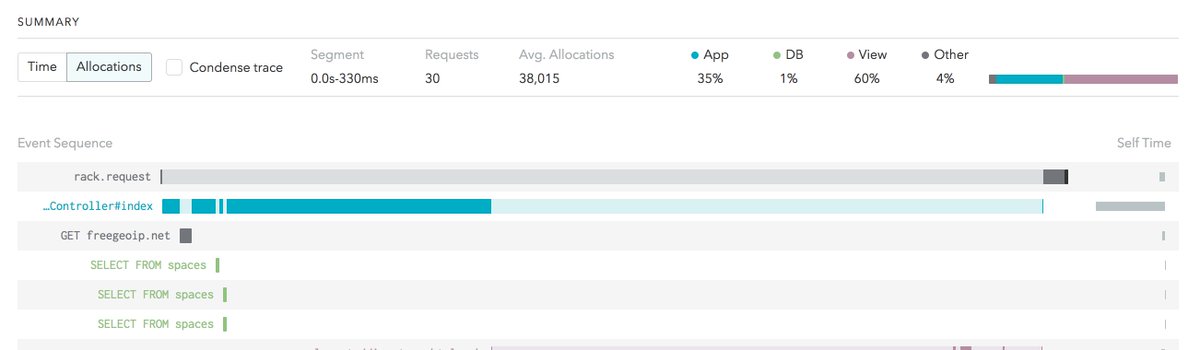 SUMMARY
Time Allocations Condense trace
Segment Requests Avg. Allocations App DB View Other
0.0s-330ms 30 38,015 35% 1% 60% 4%
Event Sequence Self Time
rack.request
…Controller#index
GET freegeoip.net
SELECT FROM spaces
SELECT FROM spaces
SELECT FROM spaces